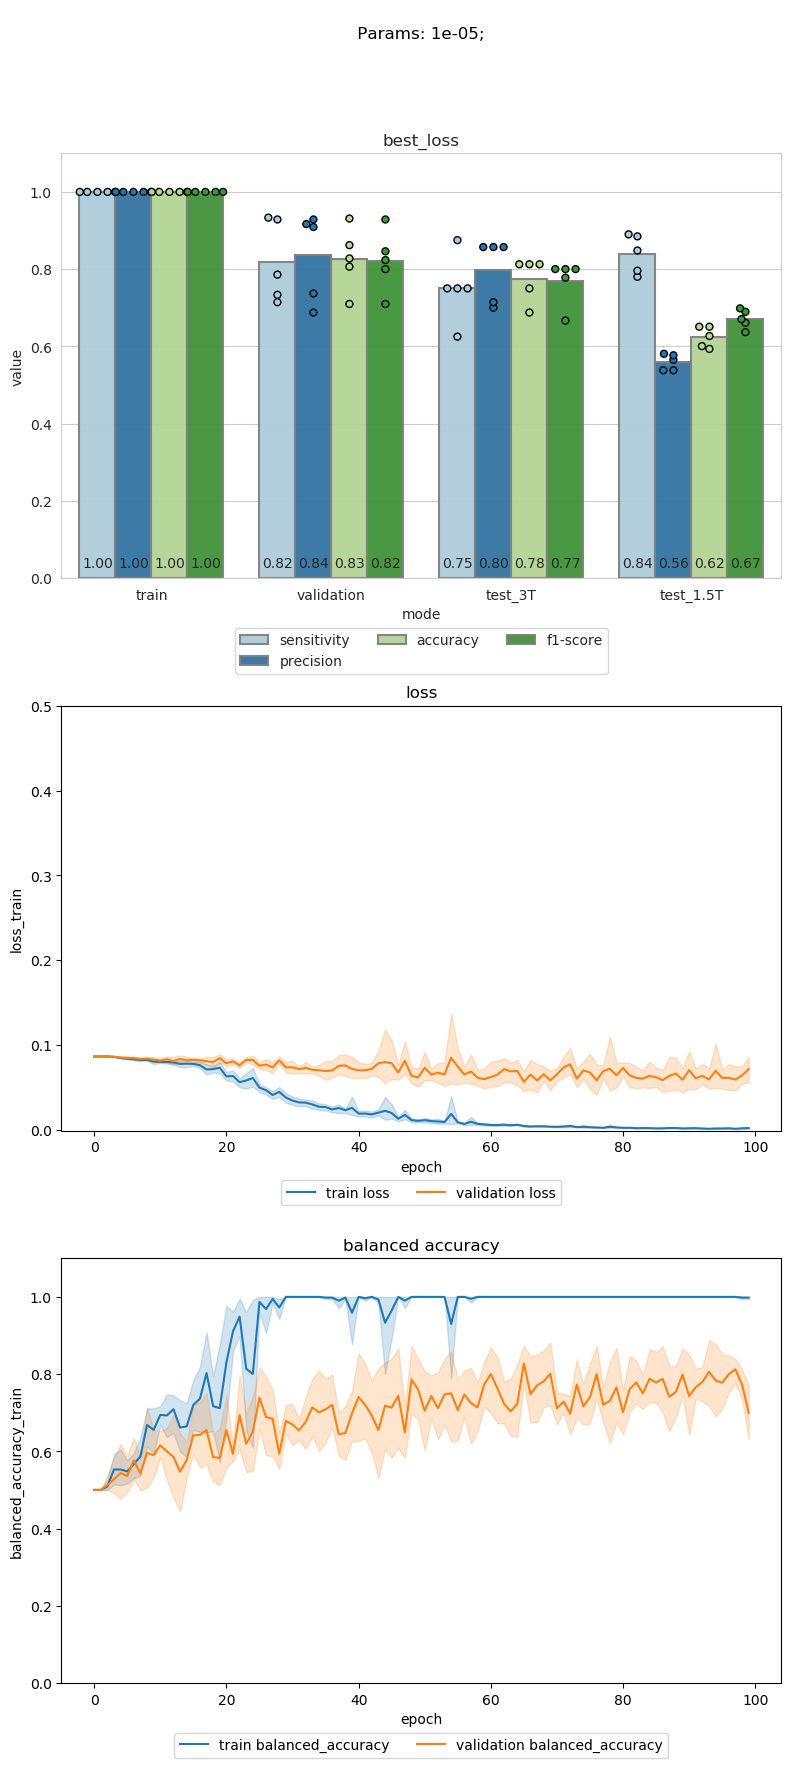 Params: 1e-05;
best_loss
1.0
0.8
0.6
0.4
0.2
0.0
value
1.00 1.00 1.00 1.00 0.82 0.84 0.83 0.82 0.75 0.80 0.78 0.77 0.84 0.56 0.62 0.67
train validation test_3T test_1.5T
mode
sensitivity accuracy f1-score
precision
loss
0.5
0.4
0.3
0.2
0.1
0.0
loss_train
0 20 40 60 80 100
epoch
train loss validation loss
balanced accuracy
1.0
0.8
0.6
0.4
0.2
0.0
balanced_accuracy_train
0 20 40 60 80 100
epoch
train balanced_accuracy validation balanced_accuracy